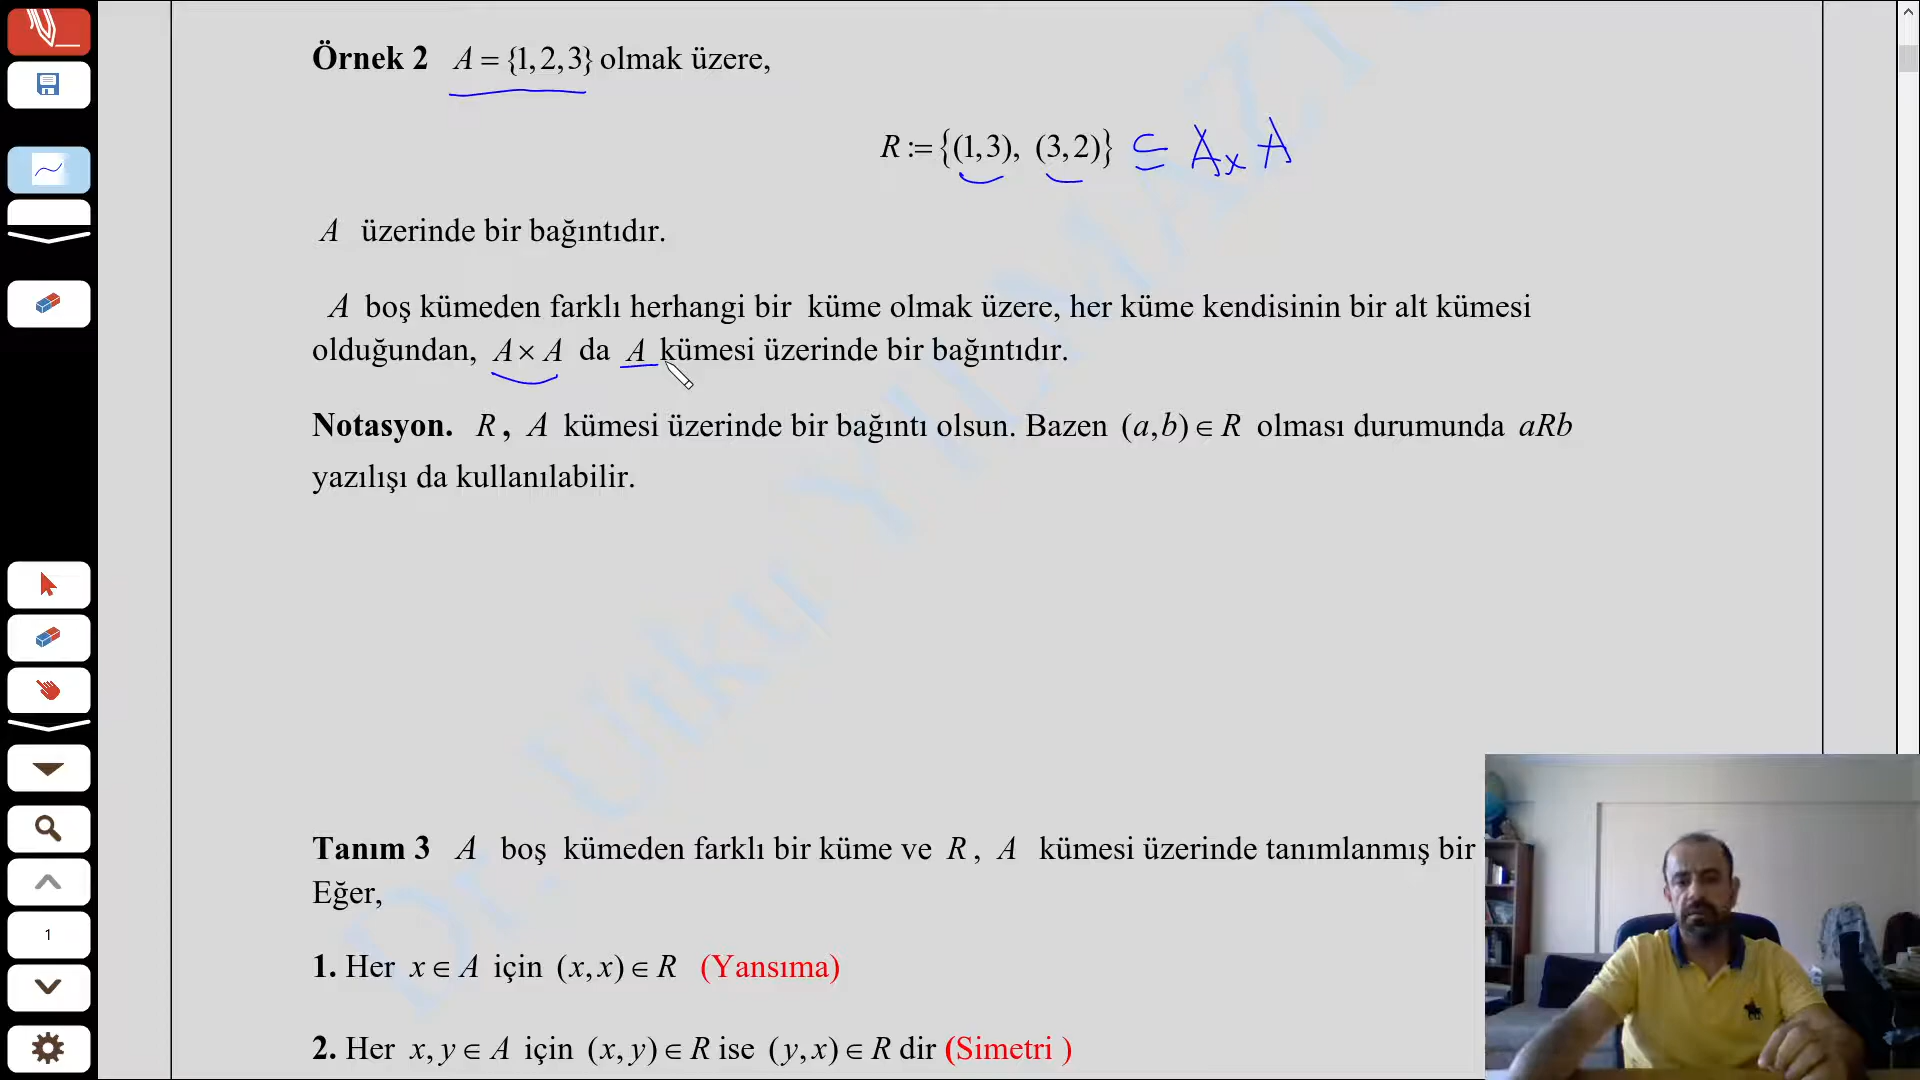 Örnek 2 A = {1,2,3} olmak üzere,
R := {(1,3), (3,2)} ⊆ A x A
A üzerinde bir bağıntıdır.
A boş kümeden farklı herhangi bir küme olmak üzere, her küme kendisinin bir alt kümesi
olduğundan, A × A da A kümesi üzerinde bir bağıntıdır.
Notasyon. R, A kümesi üzerinde bir bağıntı olsun. Bazen (a,b) ∈ R olması durumunda aRb
yazılışı da kullanılabilir.
Tanım 3 A boş kümeden farklı bir küme ve R, A kümesi üzerinde tanımlanmış bir
Eğer,
1. Her x ∈ A için (x,x) ∈ R (Yansıma)
2. Her x, y ∈ A için (x, y) ∈ R ise (y,x) ∈ R dir (Simetri )
Dr. Utku YILMAZT
1